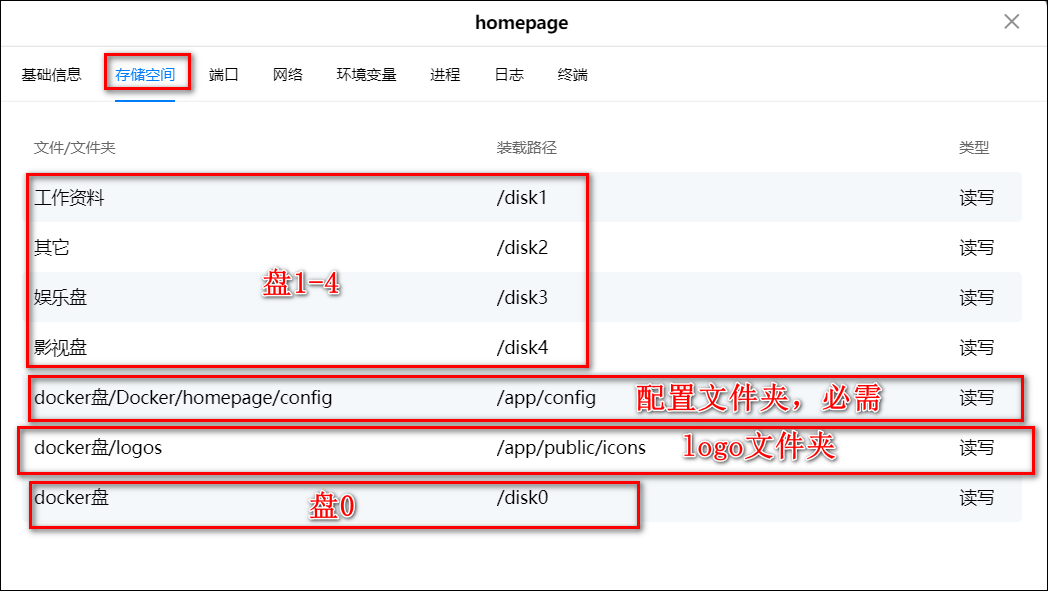 homepage
基础信息 存储空间 端口 网络 环境变量 进程 日志 终端
文件/文件夹 装载路径 类型
工作资料 /disk1 读写
其它 /disk2 读写
盘1-4
娱乐盘 /disk3 读写
影视盘 /disk4 读写
docker盘/Docker/homepage/config /app/config 配置文件夹，必需 读写
docker盘/logos /app/public/icons logo文件夹 读写
docker盘 盘0 /disk0 读写